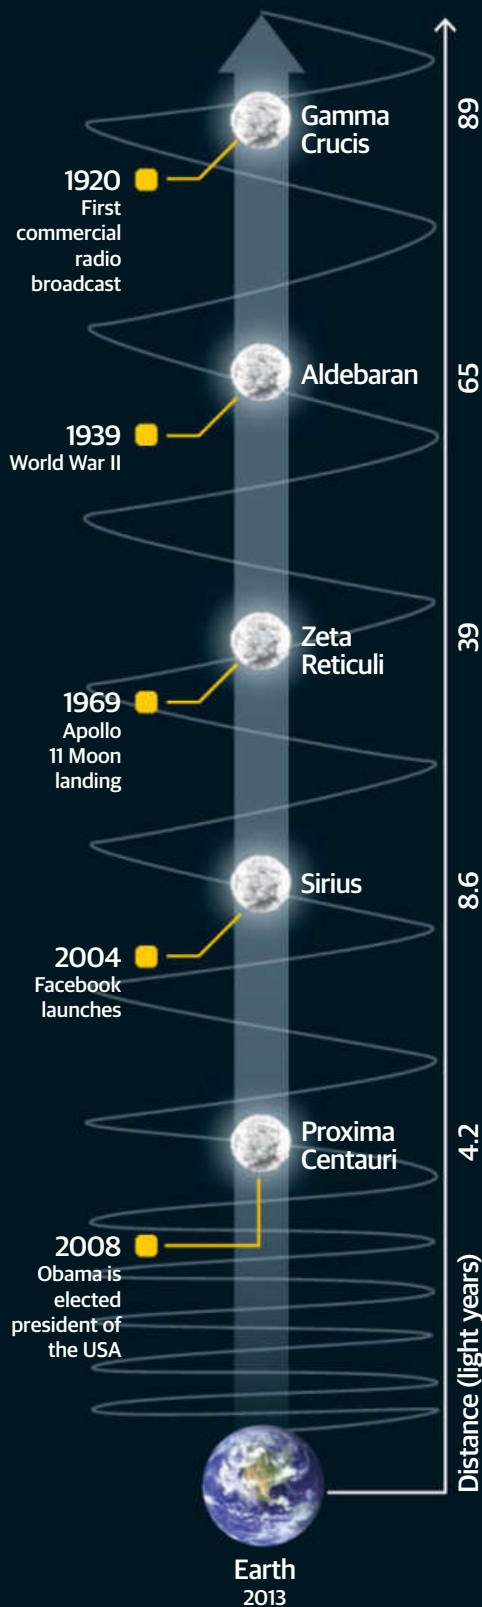 Gamma
Crucis
89
1920
First
commercial
radio
broadcast
Aldebaran
65
1939
World War II
Zeta
Reticuli
39
1969
Apollo
11 Moon
landing
Sirius
8.6
2004
Facebook
launches
Proxima
Centauri
4.2
2008
Obama is
elected
president of
the USA
Distance (light years)
Earth
2013